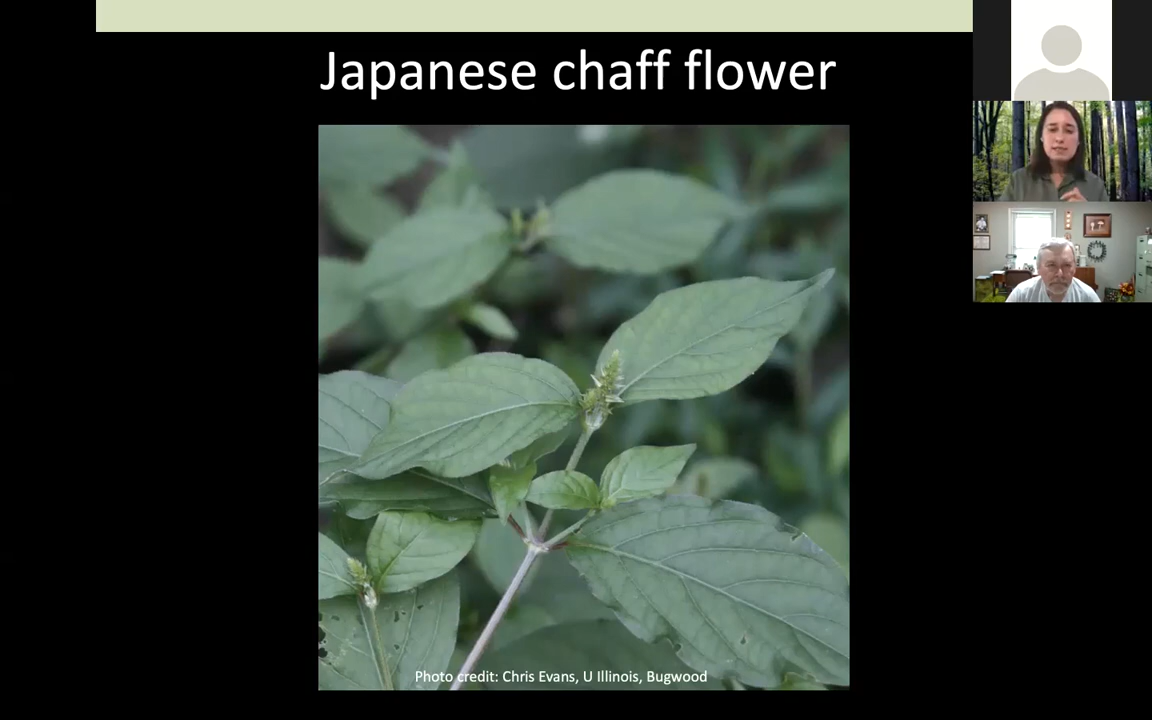 Japanese chaff flower
Photo credit: Chris Evans, U Illinois, Bugwood